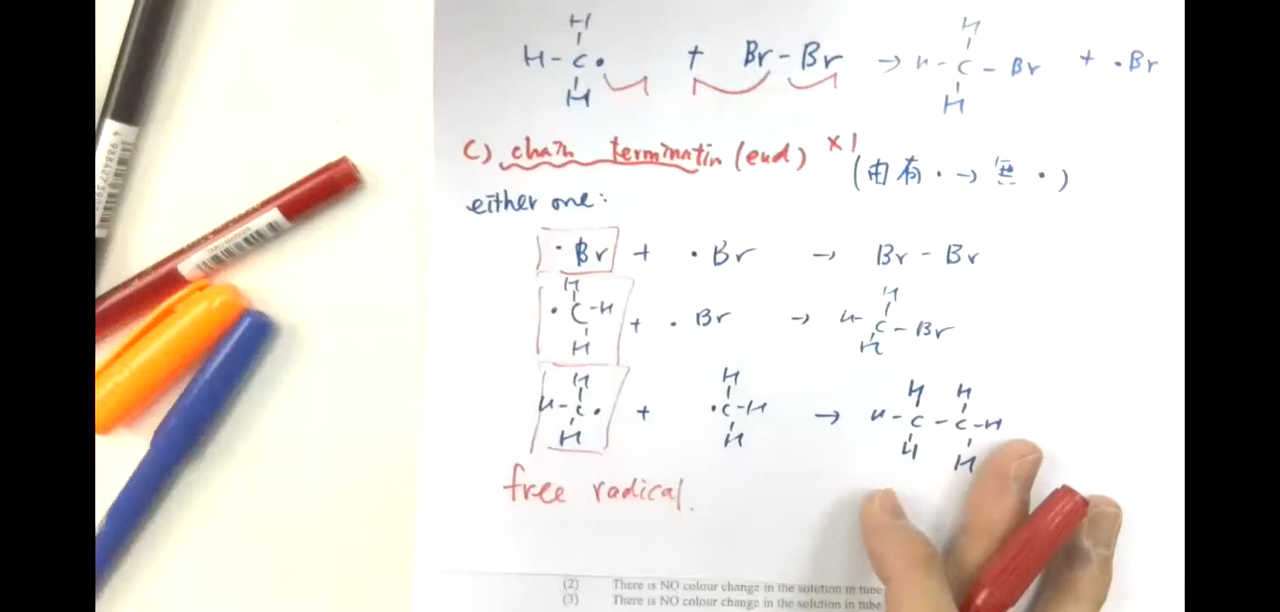 H
H - C • + Br - Br → H - C - Br + • Br
H
H
H
c) chain terminatin (end) x1
(由有 • → 無 •)
either one:
• Br + • Br → Br - Br
H
• C - H + • Br → H - C - Br
H
H
H
H
H - C • + • C - H → H - C - C - H
H
H
H
H
H
H
H
H
free radical.
(2) There is NO colour change in the solution in tube
(3) There is NO colour change in the solution in tube